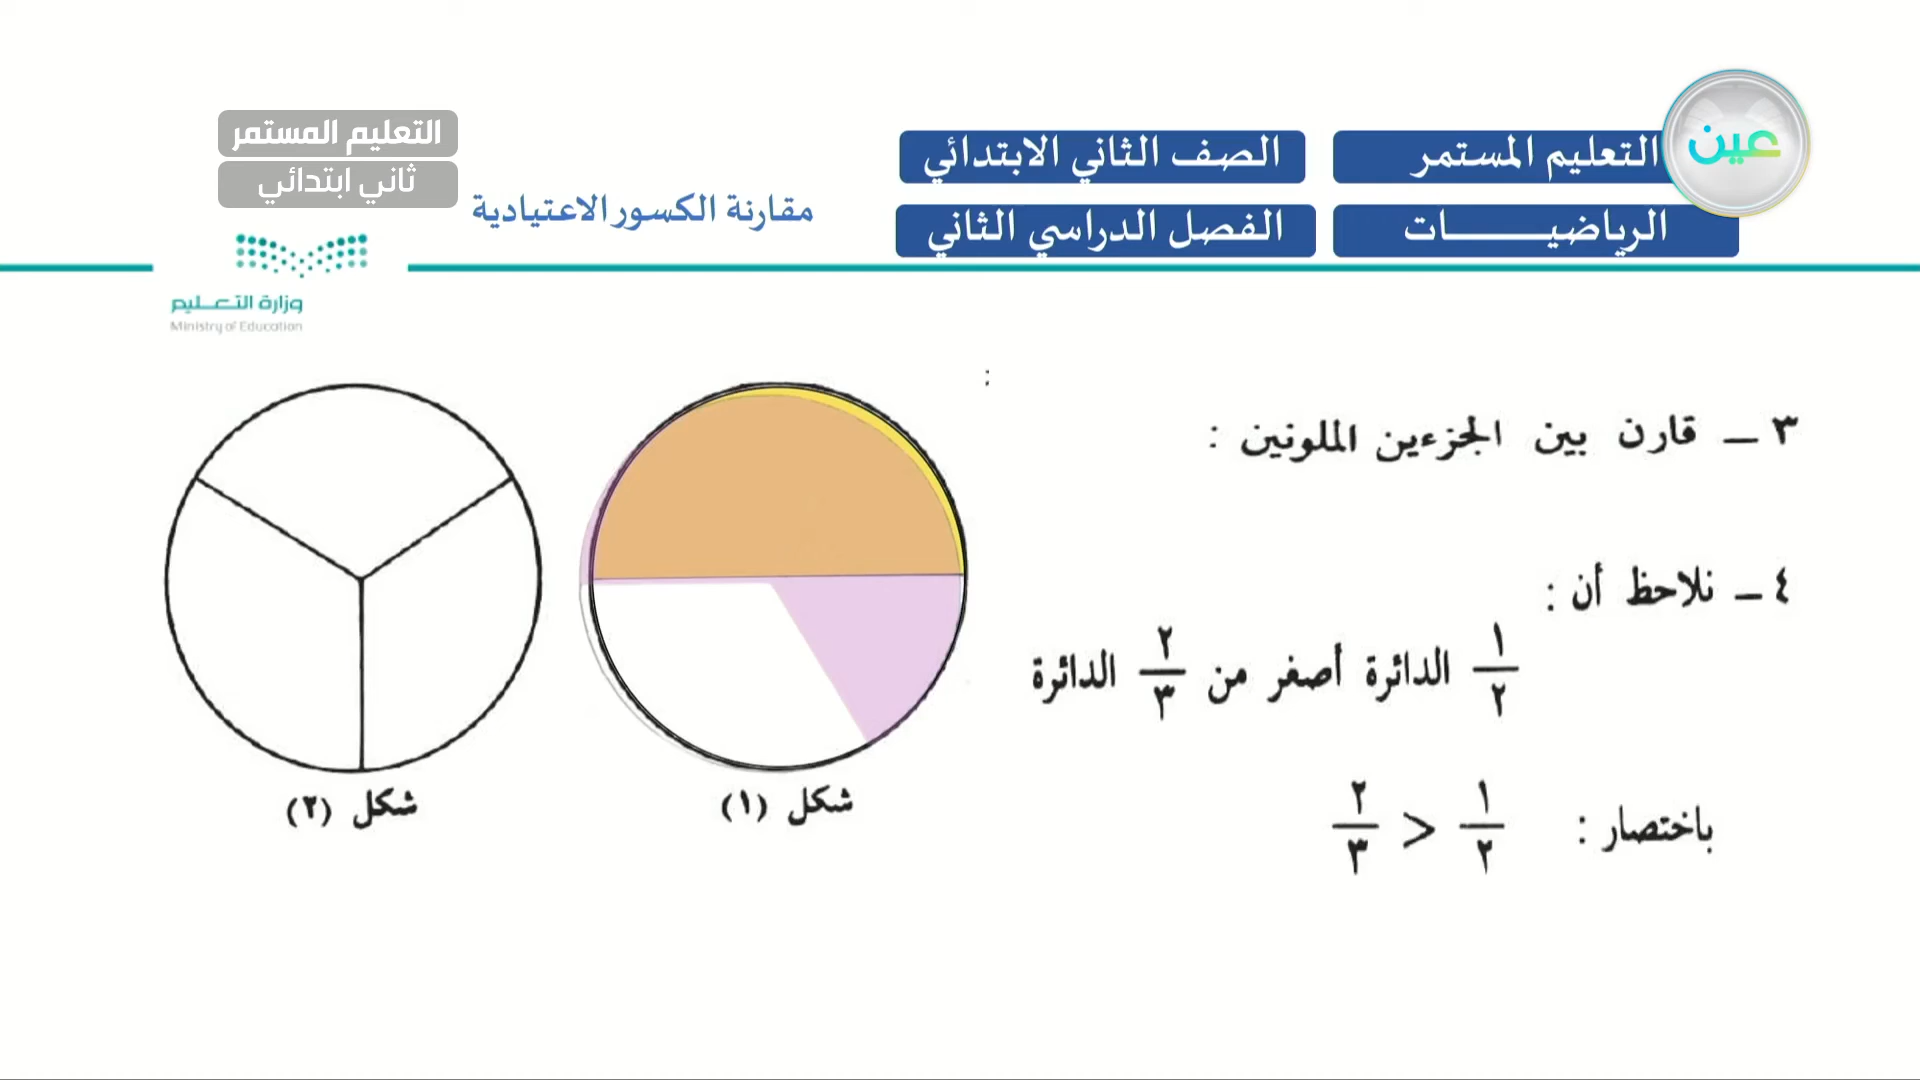 عين
التعليم المستمر
الصف الثاني الابتدائي
التعليم المستمر
ثاني ابتدائي
الرياضيـــــــات
الفصل الدراسي الثاني
مقارنة الكسور الاعتيادية
وزارة التعـــليم
Ministry of Education
:
٣ – قارن بين الجزءين الملونين :
٤ – نلاحظ أن :
١/٢ الدائرة أصغر من ٢/٣ الدائرة
باختصار : ١/٢ > ٢/٣
شكل (١)
شكل (٢)